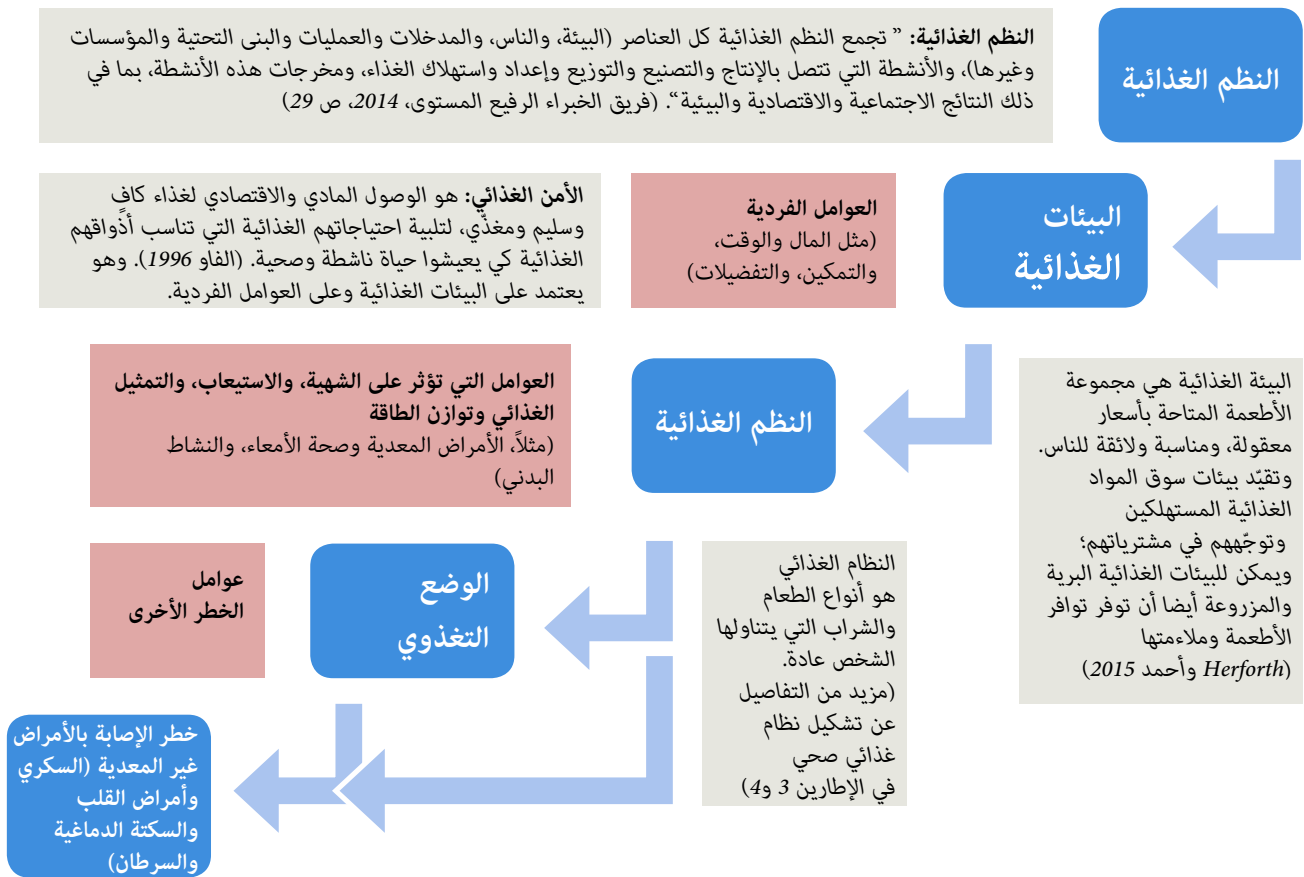 النظم الغذائية
النظم الغذائية: ” تجمع النظم الغذائية كل العناصر (البيئة، والناس، والمدخلات والعمليات والبنى التحتية والمؤسسات
وغيرها)، والأنشطة التي تتصل بالإنتاج والتصنيع والتوزيع وإعداد واستهلاك الغذاء، ومخرجات هذه الأنشطة، بما في
ذلك النتائج الاجتماعية والاقتصادية والبيئية“. (فريق الخبراء الرفيع المستوى، 2014، ص 29)
البيئات
الغذائية
العوامل الفردية
(مثل المال والوقت،
والتمكين، والتفضيلات)
الأمن الغذائي: هو الوصول المادي والاقتصادي لغذاء كافٍ
وسليم ومغذّي، لتلبية احتياجاتهم الغذائية التي تناسب أذواقهم
الغذائية كي يعيشوا حياة ناشطة وصحية. (الفاو 1996). وهو
يعتمد على البيئات الغذائية وعلى العوامل الفردية.
البيئة الغذائية هي مجموعة
الأطعمة المتاحة بأسعار
معقولة، ومناسبة ولائقة للناس.
وتقيّد بيئات سوق المواد
الغذائية المستهلكين
وتوجّههم في مشترياتهم؛
ويمكن للبيئات الغذائية البرية
والمزروعة أيضا أن توفر توافر
الأطعمة وملاءمتها
(Herforth وأحمد 2015)
النظم الغذائية
العوامل التي تؤثر على الشهية، والاستيعاب، والتمثيل
الغذائي وتوازن الطاقة
(مثلاً، الأمراض المعدية وصحة الأمعاء، والنشاط
البدني)
النظام الغذائي
هو أنواع الطعام
والشراب التي يتناولها
الشخص عادة.
(مزيد من التفاصيل
عن تشكيل نظام
غذائي صحي
في الإطارين 3 و4)
الوضع
التغذوي
عوامل
الخطر الأخرى
خطر الإصابة بالأمراض
غير المعدية (السكري
وأمراض القلب
والسكتة الدماغية
والسرطان)